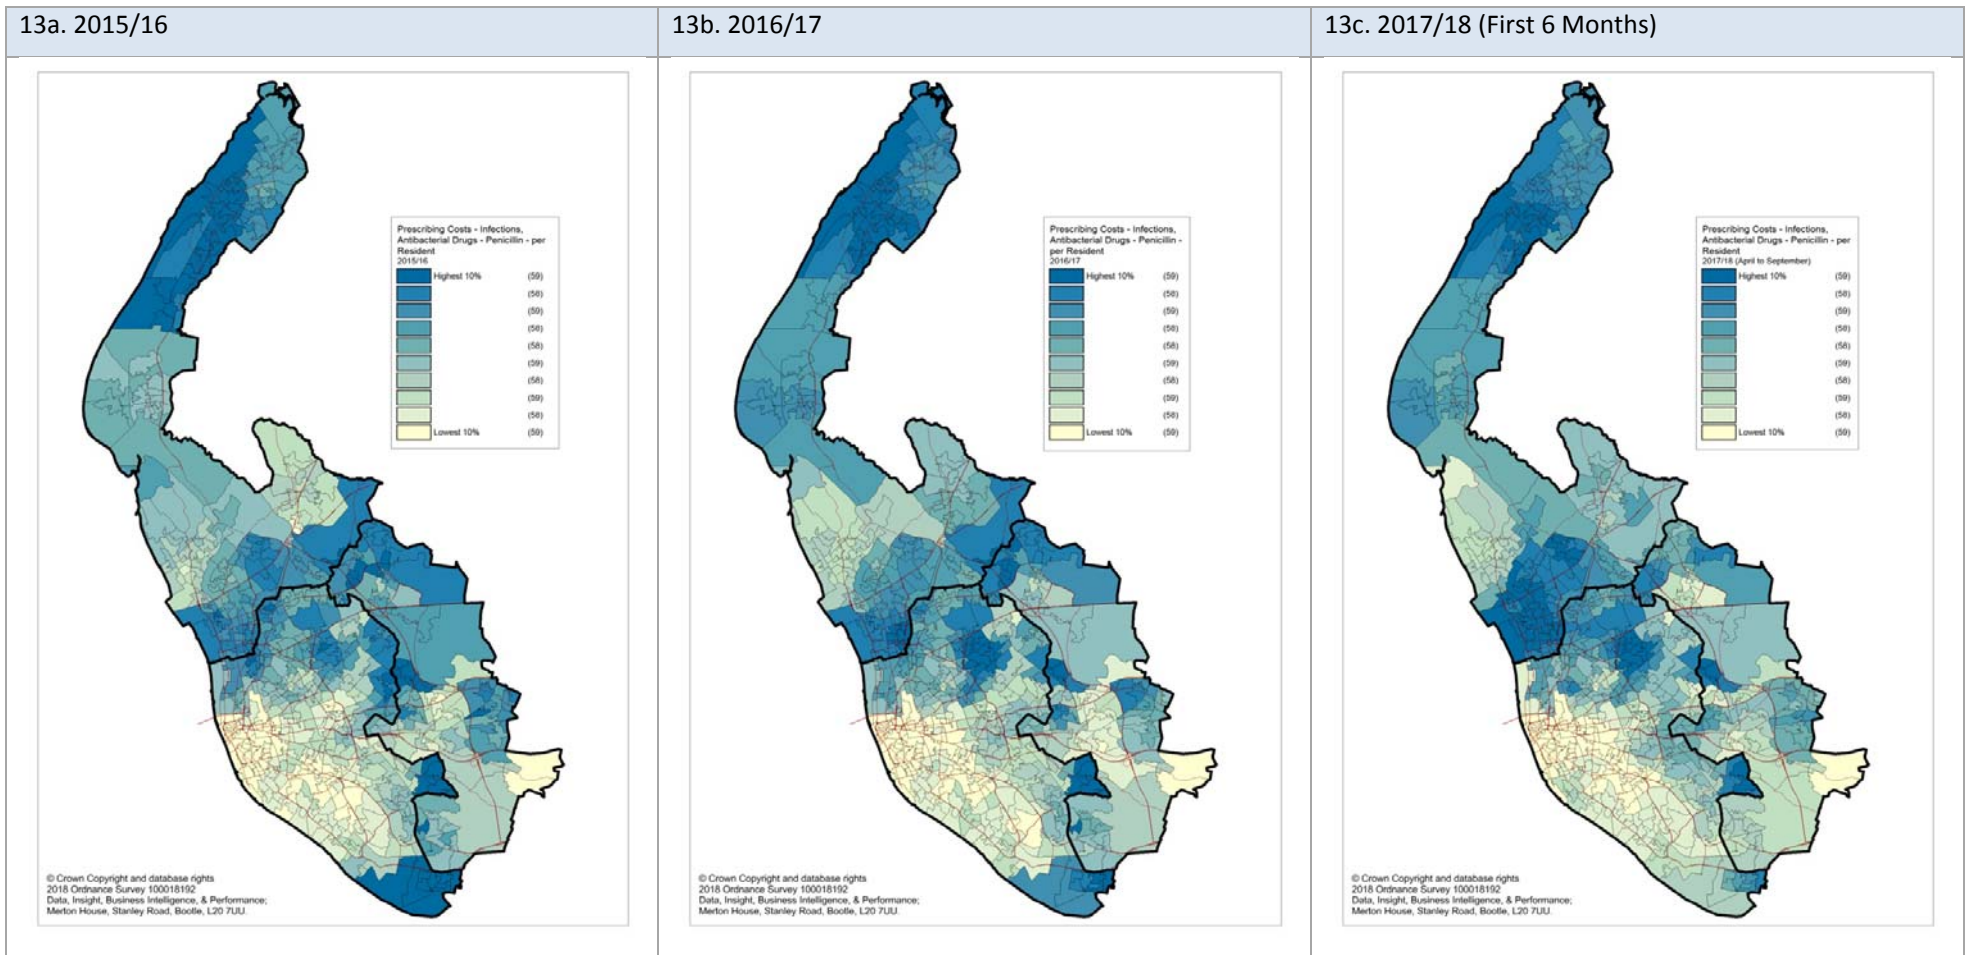 13a. 2015/16
13b. 2016/17
13c. 2017/18 (First 6 Months)
Prescribing Costs - Infections,
Antibacterial Drugs - Penicillin - per
Resident
2015/16
Highest 10% (59)
(58)
(59)
(58)
(58)
(59)
(58)
(59)
(58)
Lowest 10% (59)
© Crown Copyright and database rights
2018 Ordnance Survey 100018192
Data, Insight, Business Intelligence, & Performance;
Merton House, Stanley Road, Bootle, L20 7UU.
Prescribing Costs - Infections,
Antibacterial Drugs - Penicillin -
per Resident
2016/17
Highest 10% (59)
(58)
(59)
(58)
(58)
(59)
(58)
(59)
(58)
Lowest 10% (59)
© Crown Copyright and database rights
2018 Ordnance Survey 100018192
Data, Insight, Business Intelligence, & Performance;
Merton House, Stanley Road, Bootle, L20 7UU.
Prescribing Costs - Infections,
Antibacterial Drugs - Penicillin - per
Resident
2017/18 (April to September)
Highest 10% (59)
(58)
(59)
(58)
(58)
(59)
(58)
(59)
(58)
Lowest 10% (59)
© Crown Copyright and database rights
2018 Ordnance Survey 100018192
Data, Insight, Business Intelligence, & Performance;
Merton House, Stanley Road, Bootle, L20 7UU.